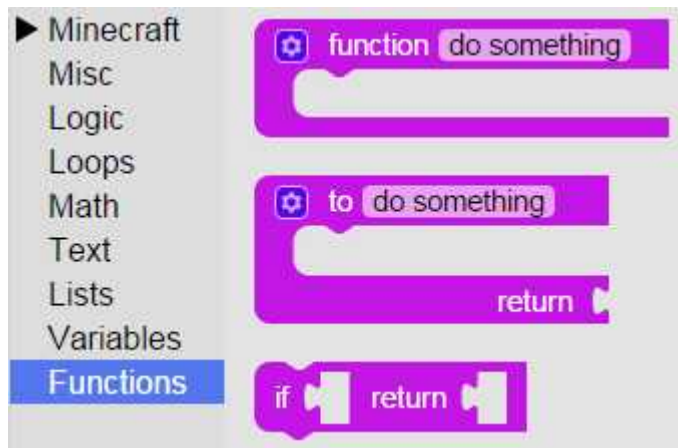 Minecraft
Misc
Logic
Loops
Math
Text
Lists
Variables
Functions
function do something
to do something
return
if return